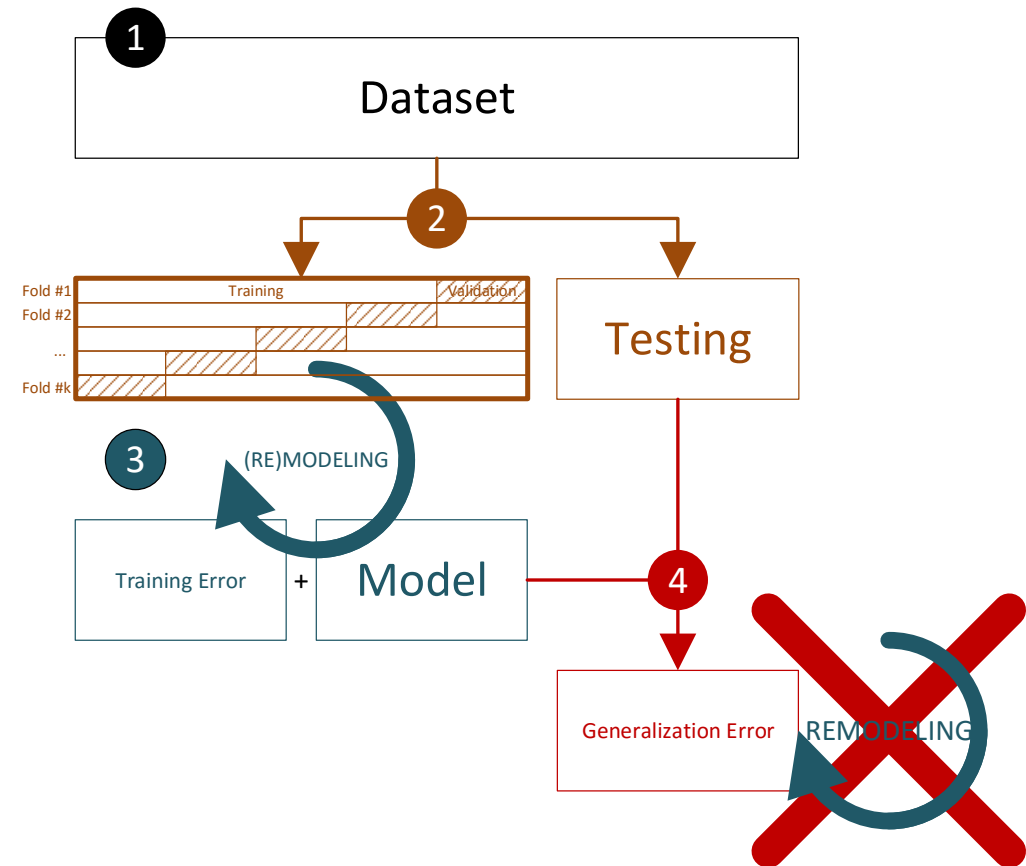 1
Dataset
2
Fold #1
Training
Validation
Fold #2
...
Fold #k
Testing
3
(RE)MODELING
Training Error
+
Model
4
Generalization Error
REMODELING